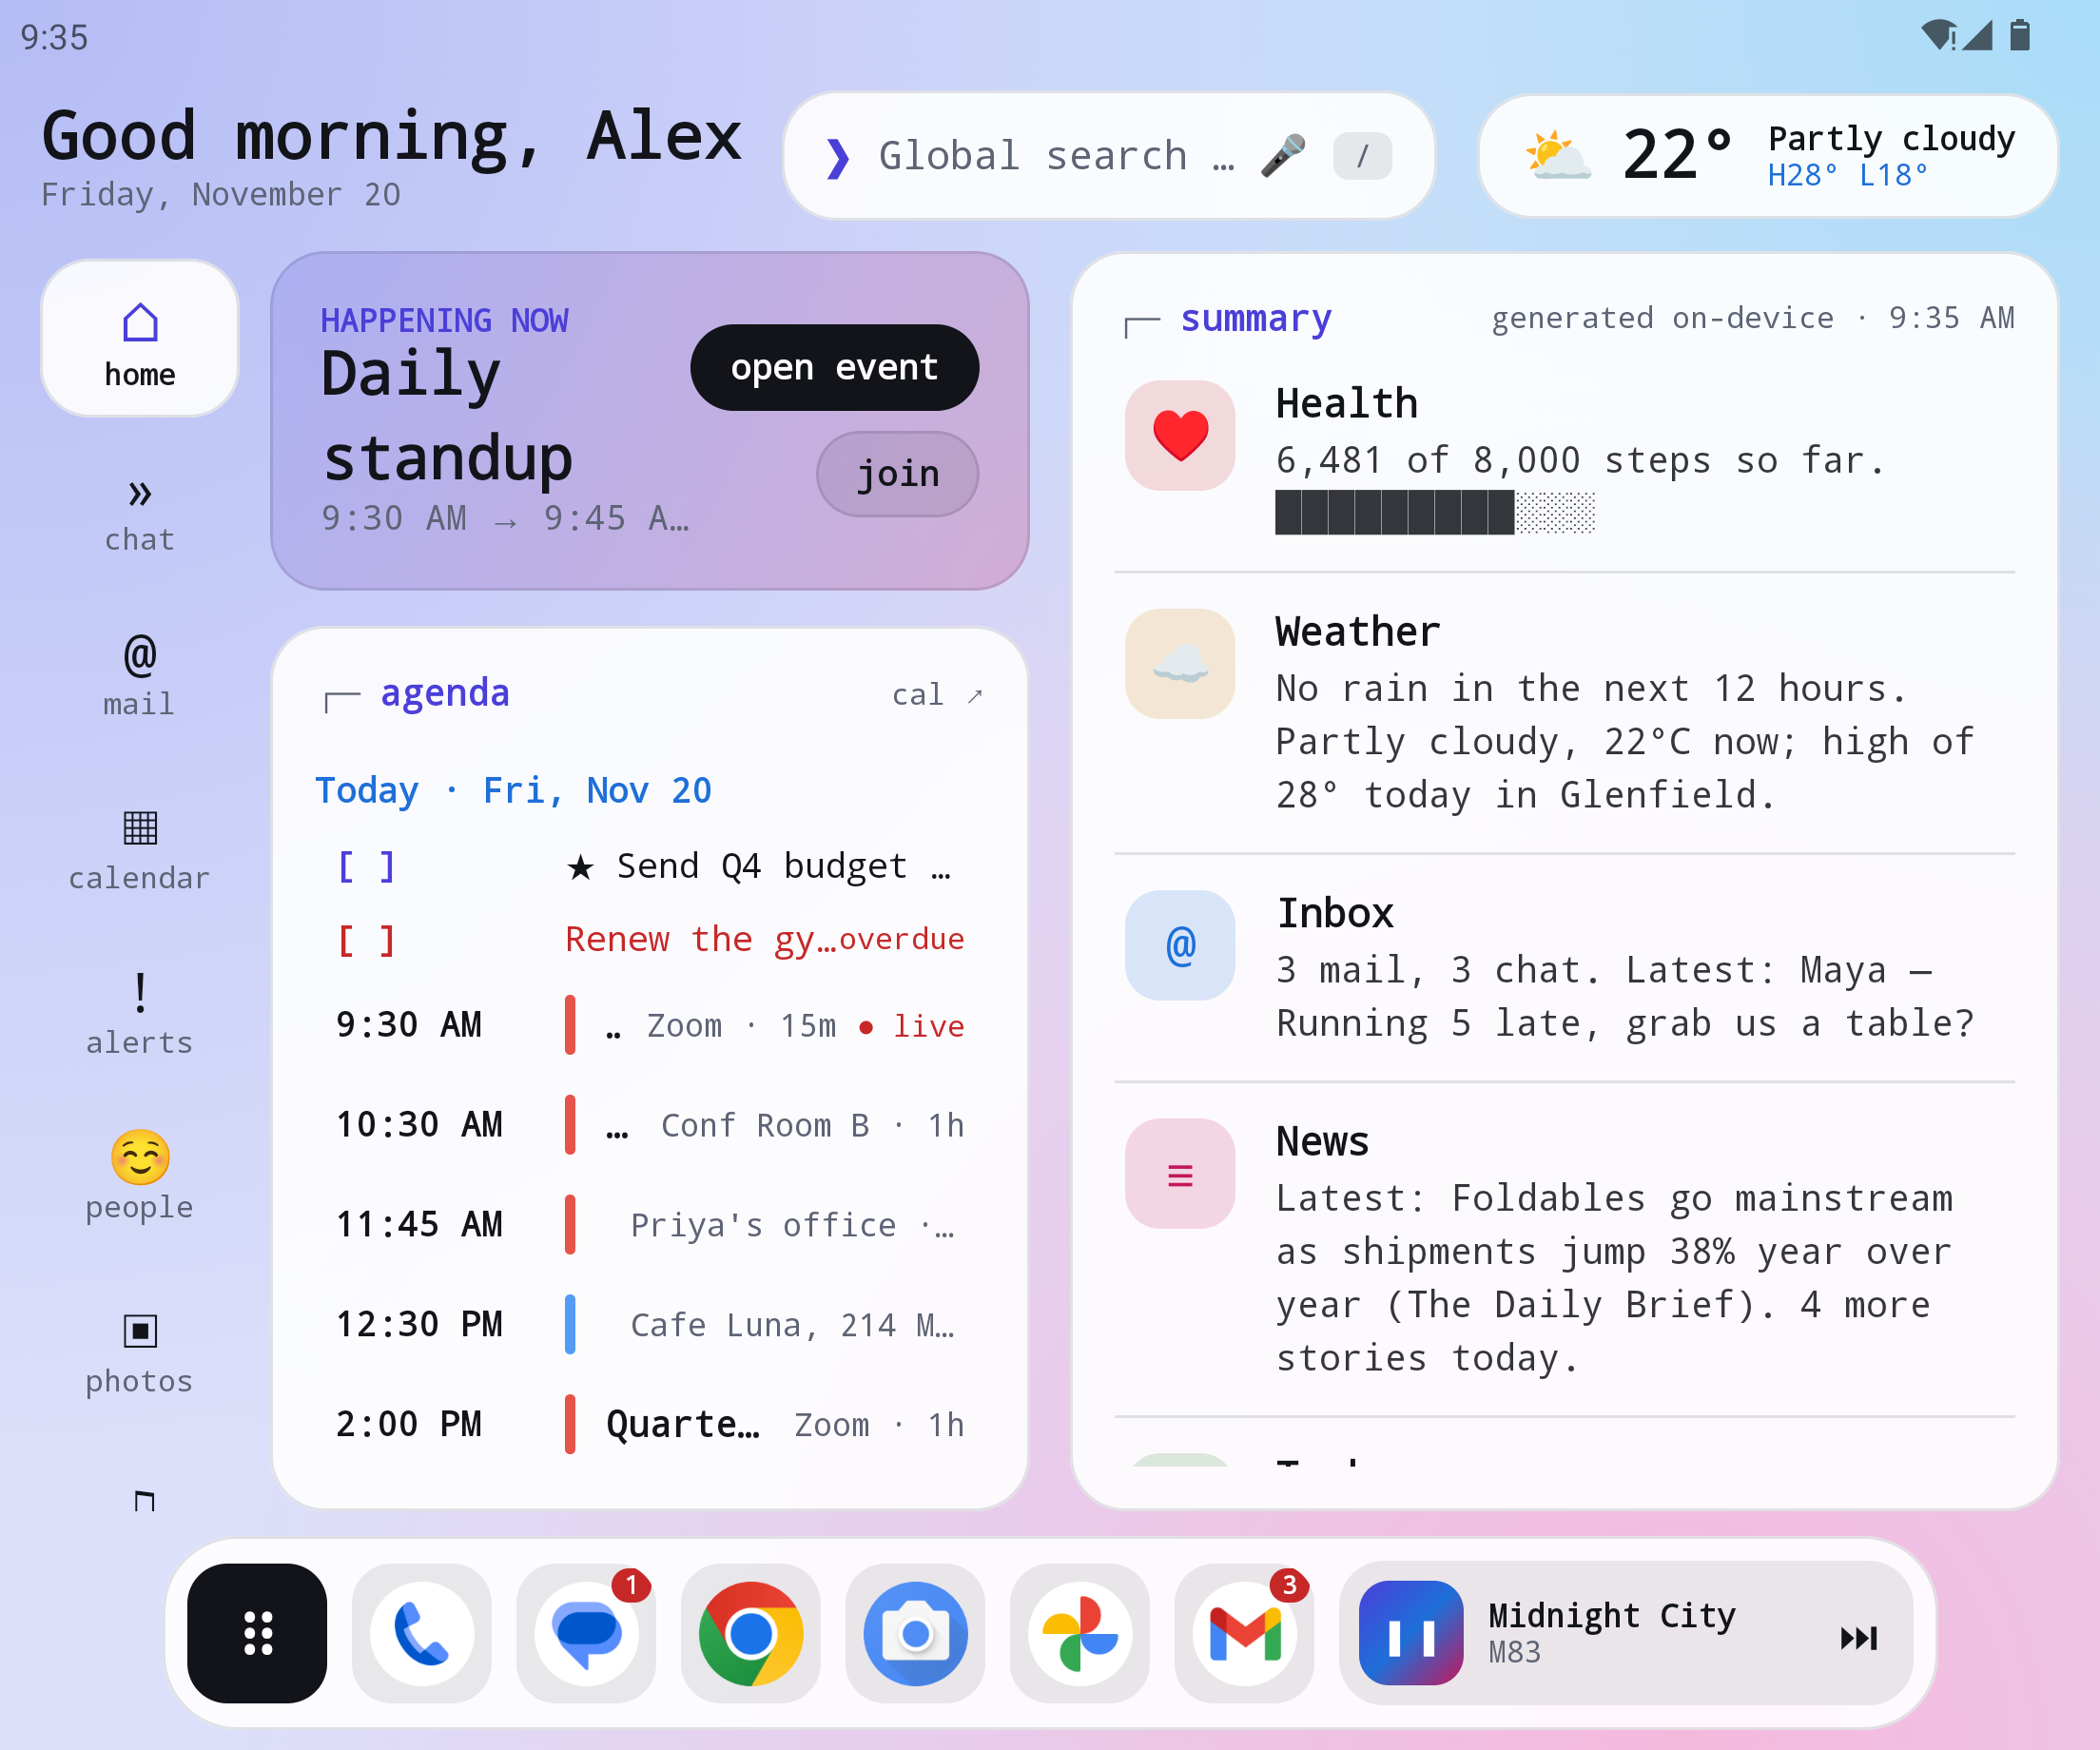 9:35
Good morning, Alex
Friday, November 20
❯ Global search … /
22°
Partly cloudy
H28° L18°
home
» chat
@ mail
calendar
! alerts
people
photos
HAPPENING NOW
Daily
standup
9:30 AM → 9:45 A…
open event
join
agenda
cal ↗
Today · Fri, Nov 20
[ ] ★ Send Q4 budget …
[ ] Renew the gy…overdue
9:30 AM … Zoom · 15m ● live
10:30 AM … Conf Room B · 1h
11:45 AM Priya's office ·…
12:30 PM Cafe Luna, 214 M…
2:00 PM Quarte… Zoom · 1h
summary
generated on-device · 9:35 AM
Health
6,481 of 8,000 steps so far.
Weather
No rain in the next 12 hours.
Partly cloudy, 22°C now; high of
28° today in Glenfield.
@ Inbox
3 mail, 3 chat. Latest: Maya —
Running 5 late, grab us a table?
≡ News
Latest: Foldables go mainstream
as shipments jump 38% year over
year (The Daily Brief). 4 more
stories today.
1
3
Midnight City
M83